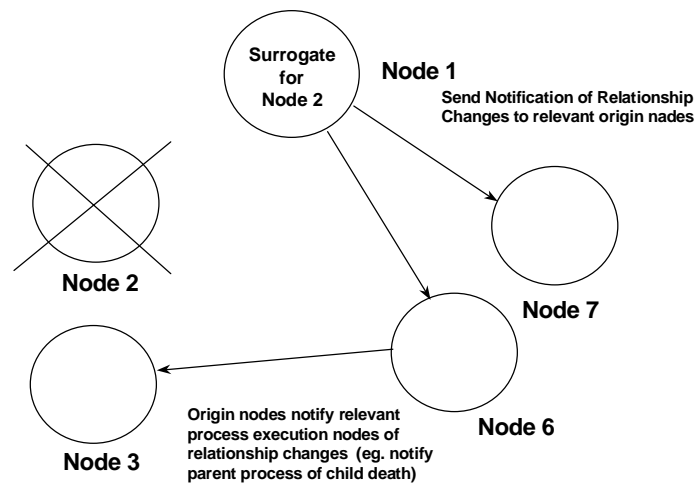 Surrogate
for
Node 2
Node 1
Send Notification of Relationship
Changes to relevant origin nades
Node 2
Node 7
Origin nodes notify relevant
process execution nodes of
relationship changes (eg. notify
parent process of child death)
Node 6
Node 3